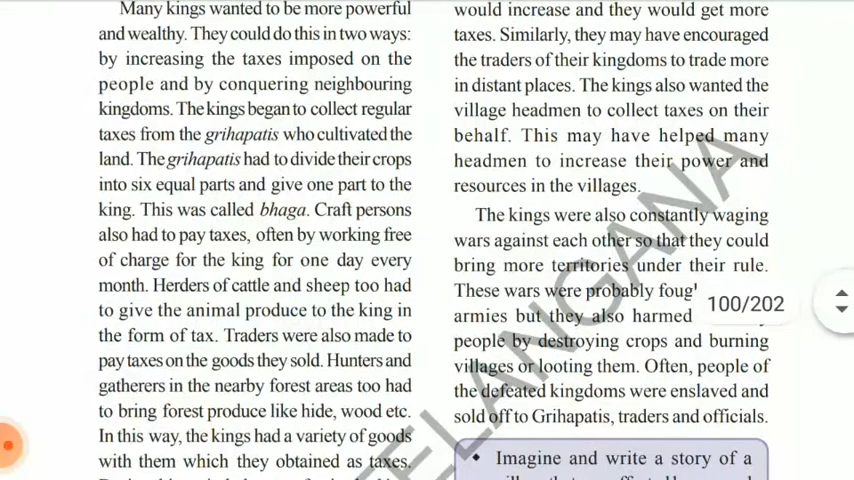 Many kings wanted to be more powerful
and wealthy. They could do this in two ways:
by increasing the taxes imposed on the
people and by conquering neighbouring
kingdoms. The kings began to collect regular
taxes from the grihapatis who cultivated the
land. The grihapatis had to divide their crops
into six equal parts and give one part to the
king. This was called bhaga. Craft persons
also had to pay taxes, often by working free
of charge for the king for one day every
month. Herders of cattle and sheep too had
to give the animal produce to the king in
the form of tax. Traders were also made to
pay taxes on the goods they sold. Hunters and
gatherers in the nearby forest areas too had
to bring forest produce like hide, wood etc.
In this way, the kings had a variety of goods
with them which they obtained as taxes.
would increase and they would get more
taxes. Similarly, they may have encouraged
the traders of their kingdoms to trade more
in distant places. The kings also wanted the
village headmen to collect taxes on their
behalf. This may have helped many
headmen to increase their power and
resources in the villages.
The kings were also constantly waging
wars against each other so that they could
bring more territories under their rule.
These wars were probably
armies but they also harmed
people by destroying crops and burning
villages or looting them. Often, people of
the defeated kingdoms were enslaved and
sold off to Grihapatis, traders and officials.
• Imagine and write a story of a
100/202
TELANGANA